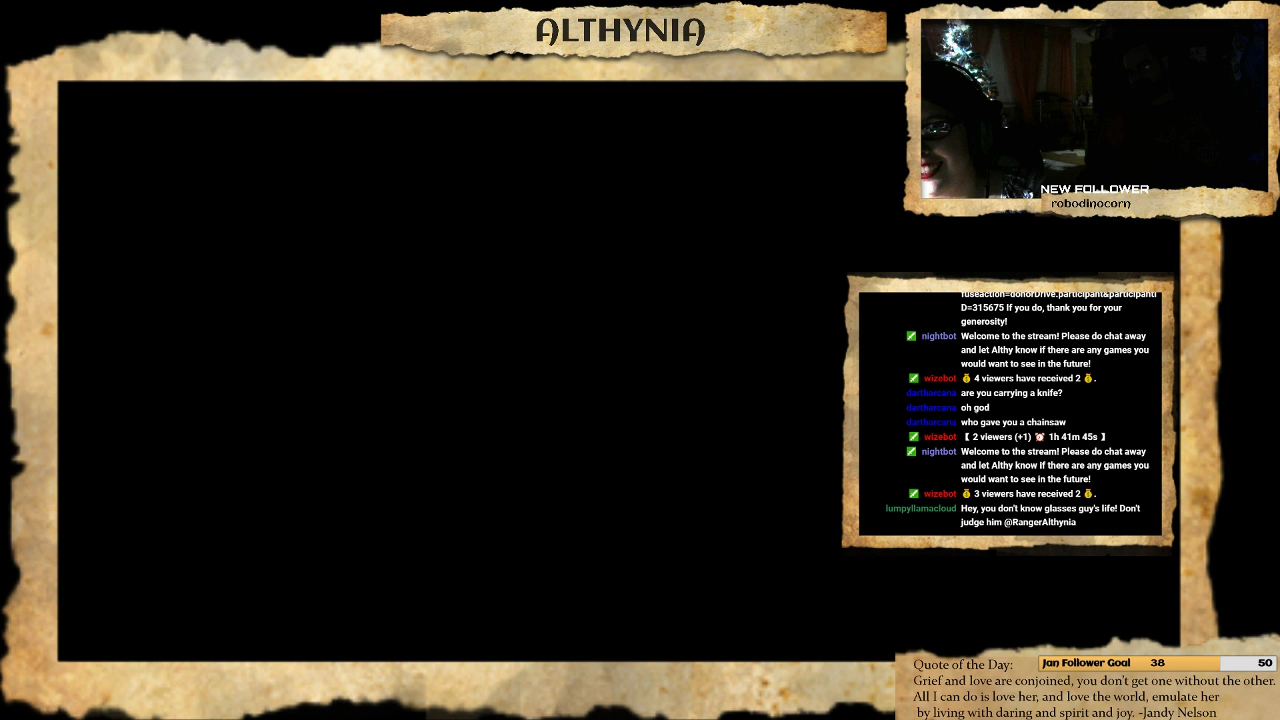 ALTHYNIA
NEW FOLLOWER
robodinocorn
fuseaction=donorDrive.participant&participantI
D=315675 If you do, thank you for your
generosity!
nightbot Welcome to the stream! Please do chat away
and let Althy know if there are any games you
would want to see in the future!
wizebot 4 viewers have received 2 .
dartharcana are you carrying a knife?
dartharcana oh god
dartharcana who gave you a chainsaw
wizebot 【 2 viewers (+1) ⏰ 1h 41m 45s 】
nightbot Welcome to the stream! Please do chat away
and let Althy know if there are any games you
would want to see in the future!
wizebot 3 viewers have received 2 .
lumpyllamacloud Hey, you don't know glasses guy's life! Don't
judge him @RangerAlthynia
Quote of the Day: Jan Follower Goal 38 50
Grief and love are conjoined, you don't get one without the other.
All I can do is love her, and love the world, emulate her
by living with daring and spirit and joy. -Jandy Nelson